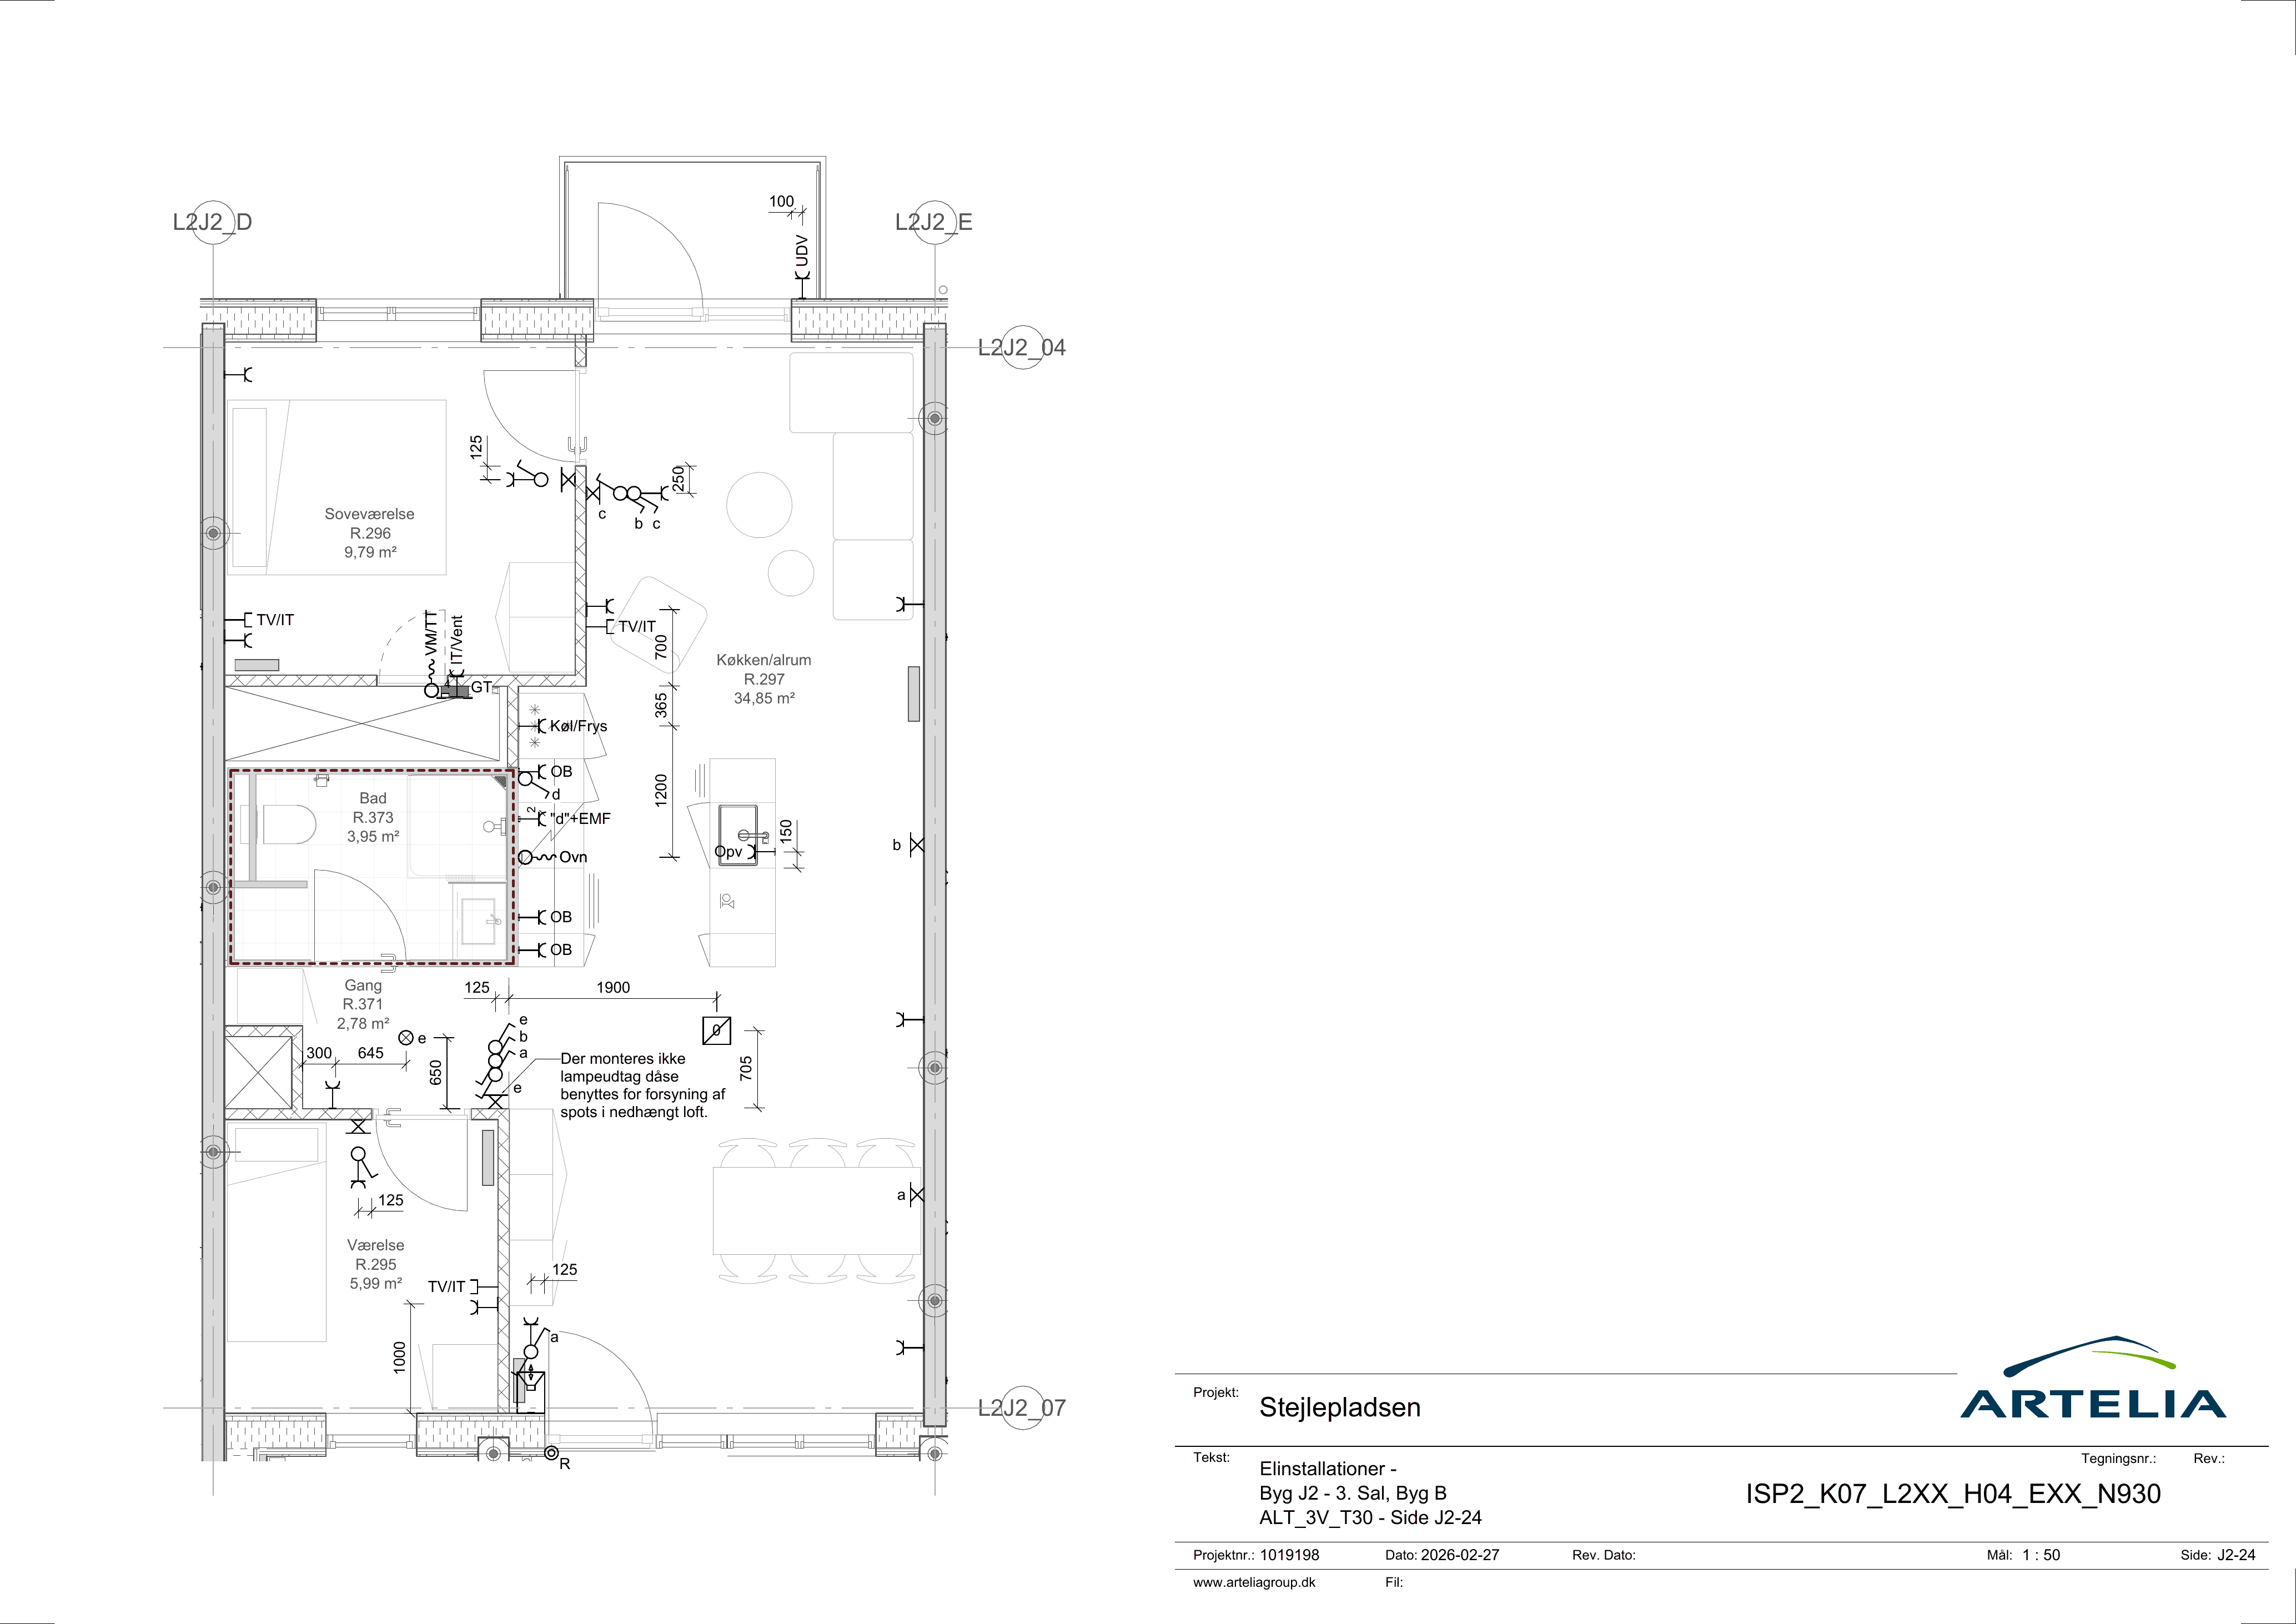 100
L2J2_D
L2J2_E
UDV
L2J2_04
125
250
c
b
c
Soveværelse
R.296
9,79 m²
TV/IT
VM/TT
IT/Vent
TV/IT
700
Køkken/alrum
R.297
34,85 m²
GT
365
Køl/Frys
OB
d
1200
2
"d"+EMF
Bad
R.373
3,95 m²
150
Opv
b
Ovn
OB
OB
Gang
R.371
2,78 m²
125
1900
e
b
a
0
e
300
645
650
705
e
Der monteres ikke
lampeudtag dåse
benyttes for forsyning af
spots i nedhængt loft.
125
a
Værelse
R.295
5,99 m²
125
TV/IT
a
1000
L2J2_07
R
ARTELIA
Projekt:
Stejlepladsen
Tekst:
Elinstallationer -
Byg J2 - 3. Sal, Byg B
ALT_3V_T30 - Side J2-24
Tegningsnr.:
Rev.:
ISP2_K07_L2XX_H04_EXX_N930
Projektnr.: 1019198
Dato: 2026-02-27
Rev. Dato:
Mål: 1 : 50
Side: J2-24
www.arteliagroup.dk
Fil: